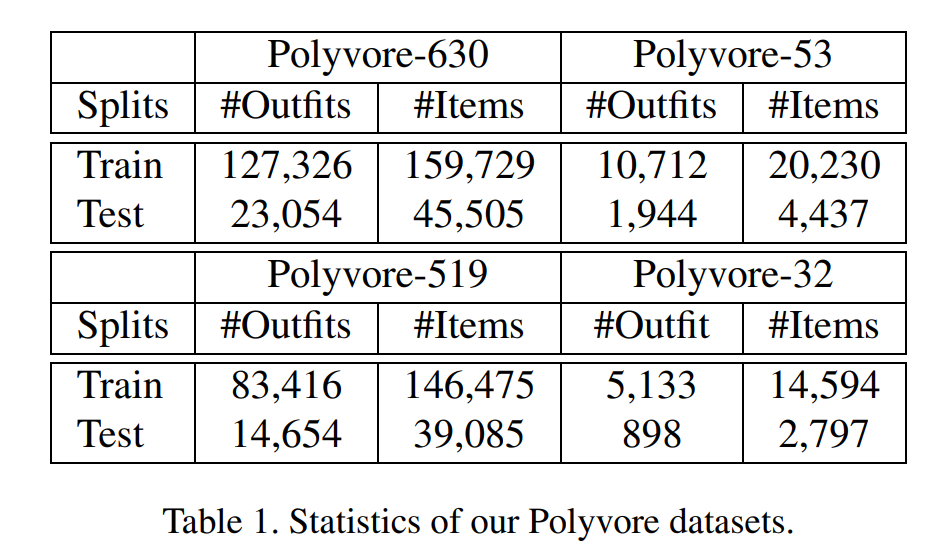 Polyvore-630 Polyvore-53
Splits #Outfits #Items #Outfits #Items
Train 127,326 159,729 10,712 20,230
Test 23,054 45,505 1,944 4,437
Polyvore-519 Polyvore-32
Splits #Outfits #Items #Outfit #Items
Train 83,416 146,475 5,133 14,594
Test 14,654 39,085 898 2,797
Table 1. Statistics of our Polyvore datasets.